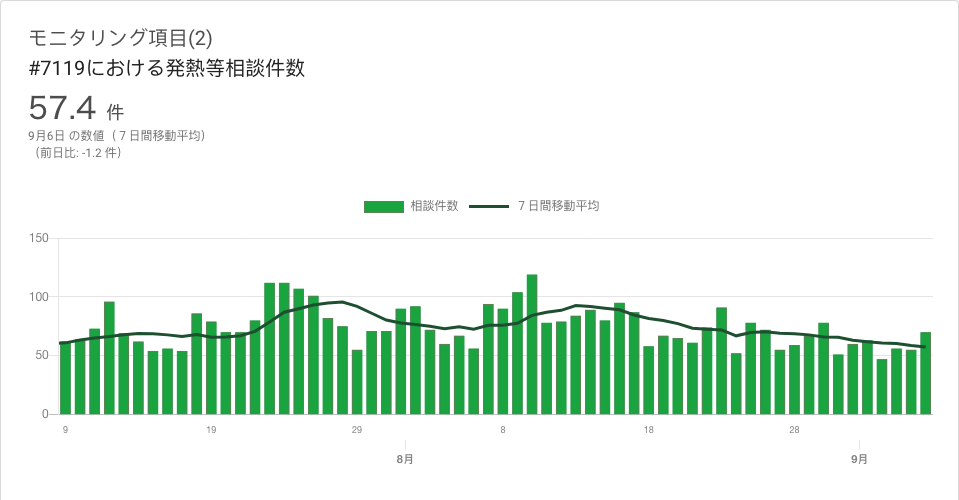 モニタリング項目(2)
#7119における発熱等相談件数
57.4 件
9月6日 の数値（７日間移動平均）
（前日比: -1.2 件）
相談件数 ７日間移動平均
150
100
50
0
9 19 29 8 18 28
8月 9月